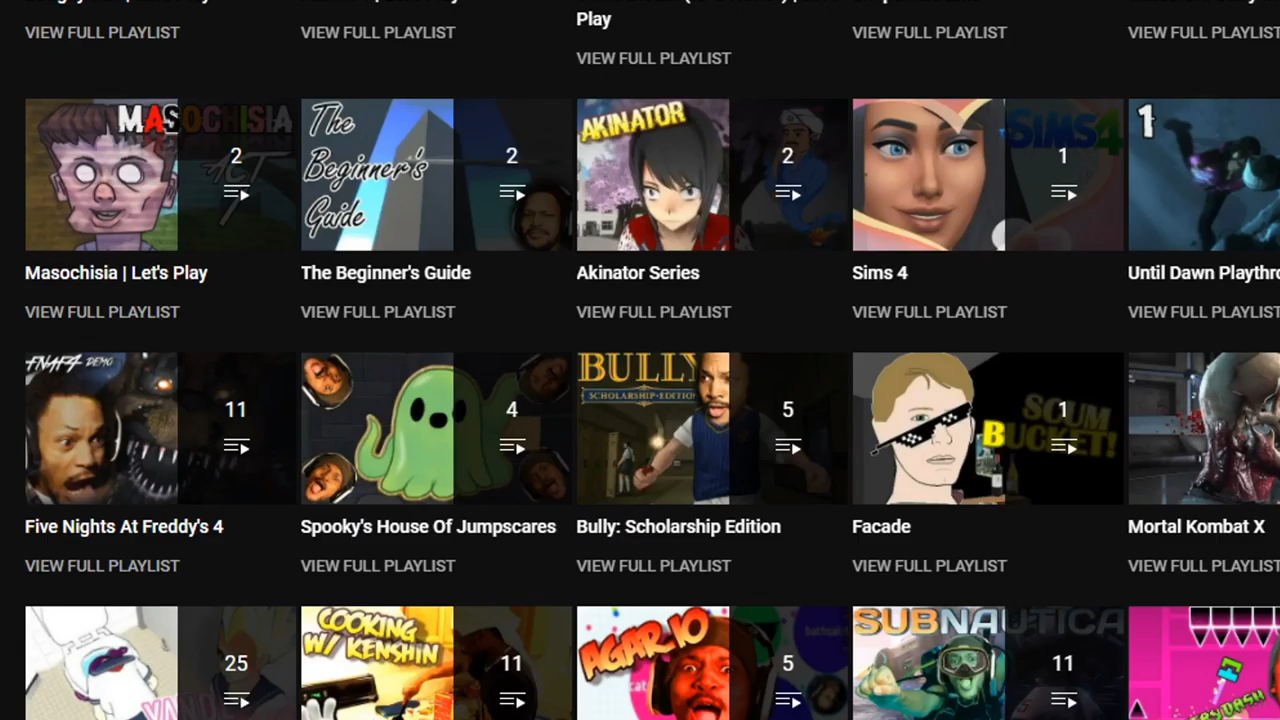 Play
VIEW FULL PLAYLIST
VIEW FULL PLAYLIST
VIEW FULL PLAYLIST
VIEW FULL PLAYLIST
VIEW FULL PLAYLIST
MASOCHISIA
ACT
1
2
The
Beginner's
Guide
2
AKINATOR
2
SIMS4
1
1
Masochisia | Let's Play
The Beginner's Guide
Akinator Series
Sims 4
Until Dawn Playthro
VIEW FULL PLAYLIST
VIEW FULL PLAYLIST
VIEW FULL PLAYLIST
VIEW FULL PLAYLIST
VIEW FULL PLAYLIST
FNAF4 DEMO
11
4
BULLY
SCHOLARSHIP-EDITION
5
SCUM
BUCKET!
1
Five Nights At Freddy's 4
Spooky's House Of Jumpscares
Bully: Scholarship Edition
Facade
Mortal Kombat X
VIEW FULL PLAYLIST
VIEW FULL PLAYLIST
VIEW FULL PLAYLIST
VIEW FULL PLAYLIST
VIEW FULL PLAYLIST
25
COOKING
W/ KENSHIN
11
AGAR.IO
cat
5
SUBNAUTICA
11
DASH